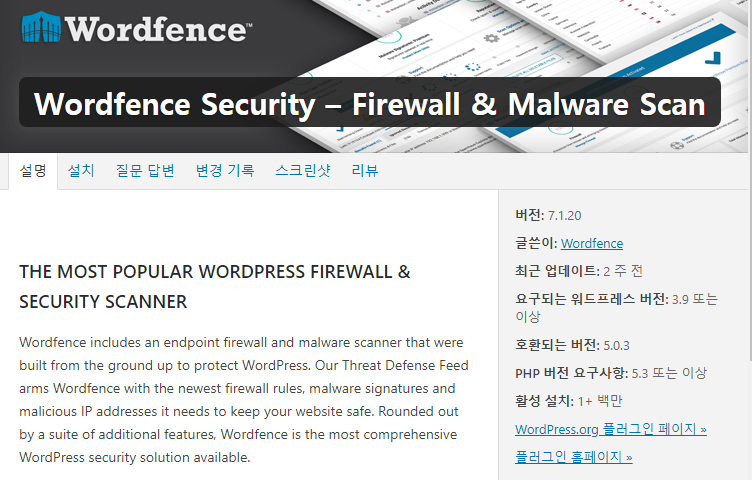 Wordfence™
Wordfence Security – Firewall & Malware Scan
설명 설치 질문 답변 변경 기록 스크린샷 리뷰
THE MOST POPULAR WORDPRESS FIREWALL &
SECURITY SCANNER
Wordfence includes an endpoint firewall and malware scanner that were
built from the ground up to protect WordPress. Our Threat Defense Feed
arms Wordfence with the newest firewall rules, malware signatures and
malicious IP addresses it needs to keep your website safe. Rounded out
by a suite of additional features, Wordfence is the most comprehensive
WordPress security solution available.
버전: 7.1.20
글쓴이: Wordfence
최근 업데이트: 2 주 전
요구되는 워드프레스 버전: 3.9 또는
이상
호환되는 버전: 5.0.3
PHP 버전 요구사항: 5.3 또는 이상
활성 설치: 1+ 백만
WordPress.org 플러그인 페이지 »
플러그인 홈페이지 »